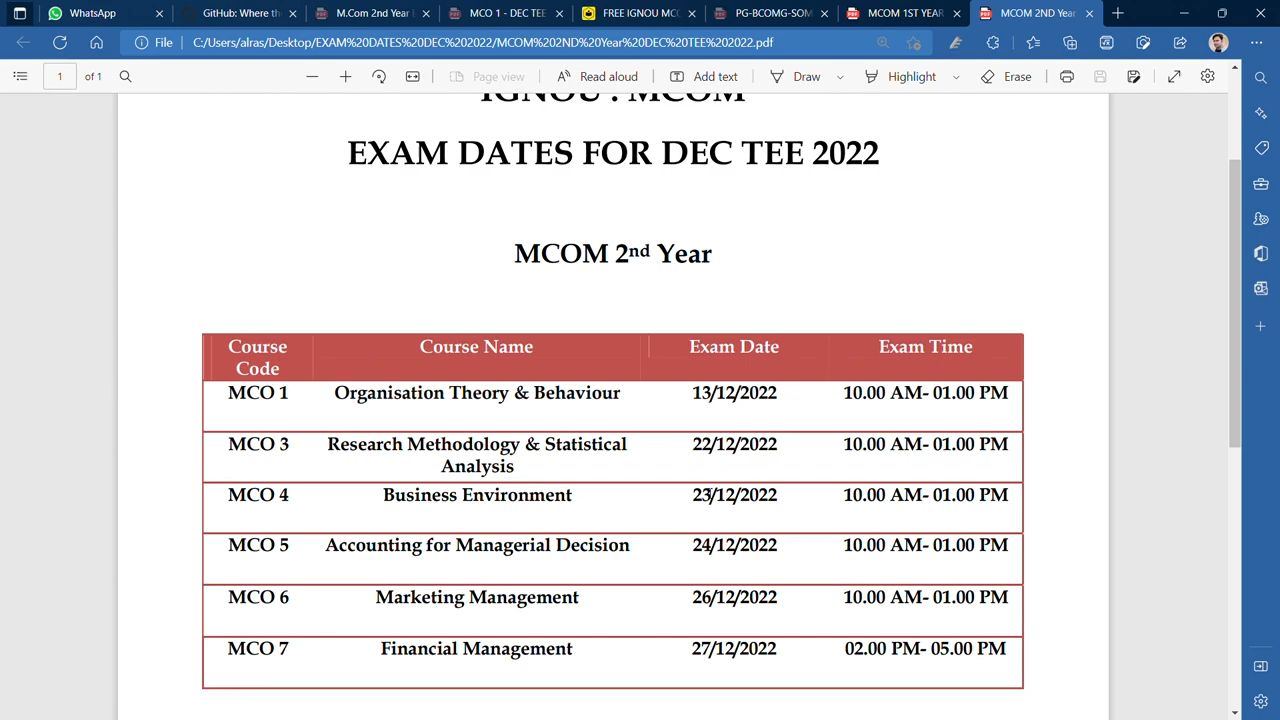 WhatsApp
GitHub: Where th
M.Com 2nd Year
MCO 1 - DEC TEE
FREE IGNOU MC
PG-BCOMG-SOM
MCOM 1ST YEAR
MCOM 2ND Year
File
C:/Users/alras/Desktop/EXAM%20DATES%20DEC%202022/MCOM%202ND%20Year%20DEC%20TEE%202022.pdf
1 of 1
Page view
Read aloud
Add text
Draw
Highlight
Erase
IGNOU : MCOM
EXAM DATES FOR DEC TEE 2022
MCOM 2nd Year
Course Code Course Name Exam Date Exam Time
MCO 1 Organisation Theory & Behaviour 13/12/2022 10.00 AM- 01.00 PM
MCO 3 Research Methodology & Statistical Analysis 22/12/2022 10.00 AM- 01.00 PM
MCO 4 Business Environment 23/12/2022 10.00 AM- 01.00 PM
MCO 5 Accounting for Managerial Decision 24/12/2022 10.00 AM- 01.00 PM
MCO 6 Marketing Management 26/12/2022 10.00 AM- 01.00 PM
MCO 7 Financial Management 27/12/2022 02.00 PM- 05.00 PM